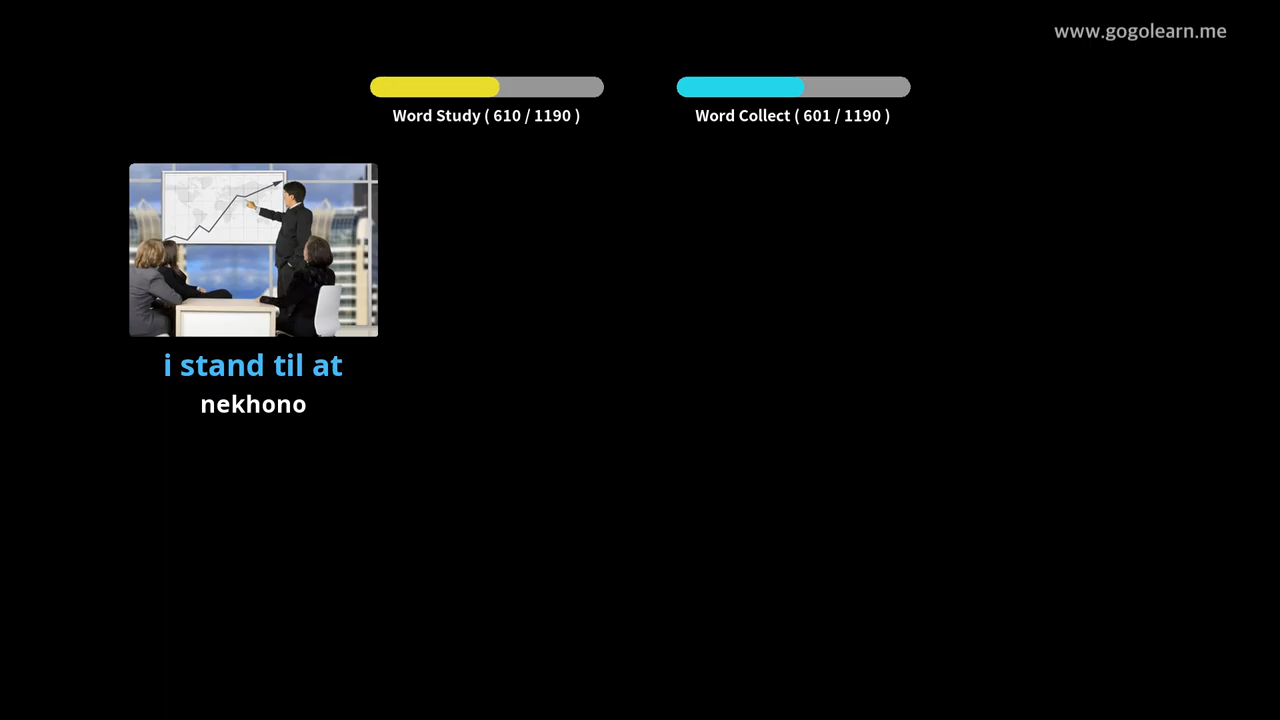 www.gogolearn.me
Word Study ( 610 / 1190 )
Word Collect ( 601 / 1190 )
i stand til at
nekhono